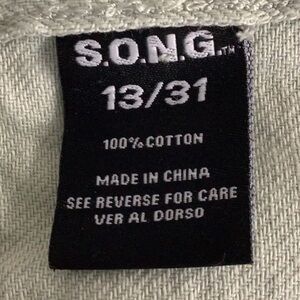 S.O.N.G.™
13/31
100% COTTON
MADE IN CHINA
SEE REVERSE FOR CARE
VER AL DORSO